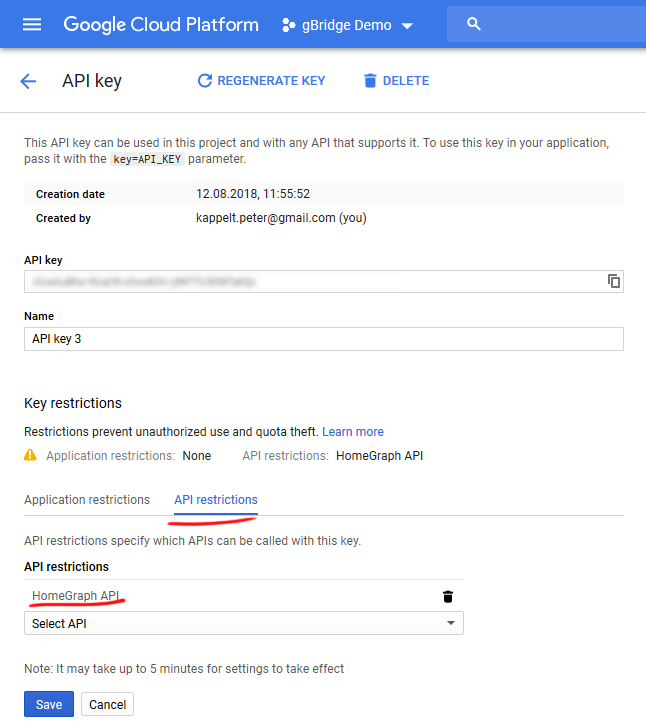 Google Cloud Platform gBridge Demo
API key REGENERATE KEY DELETE
This API key can be used in this project and with any API that supports it. To use this key in your application,
pass it with the key=API_KEY parameter.
Creation date 12.08.2018, 11:55:52
Created by kappelt.peter@gmail.com (you)
API key
Name
API key 3
Key restrictions
Restrictions prevent unauthorized use and quota theft. Learn more
Application restrictions: None API restrictions: HomeGraph API
Application restrictions API restrictions
API restrictions specify which APIs can be called with this key.
API restrictions
HomeGraph API
Select API
Note: It may take up to 5 minutes for settings to take effect
Save Cancel